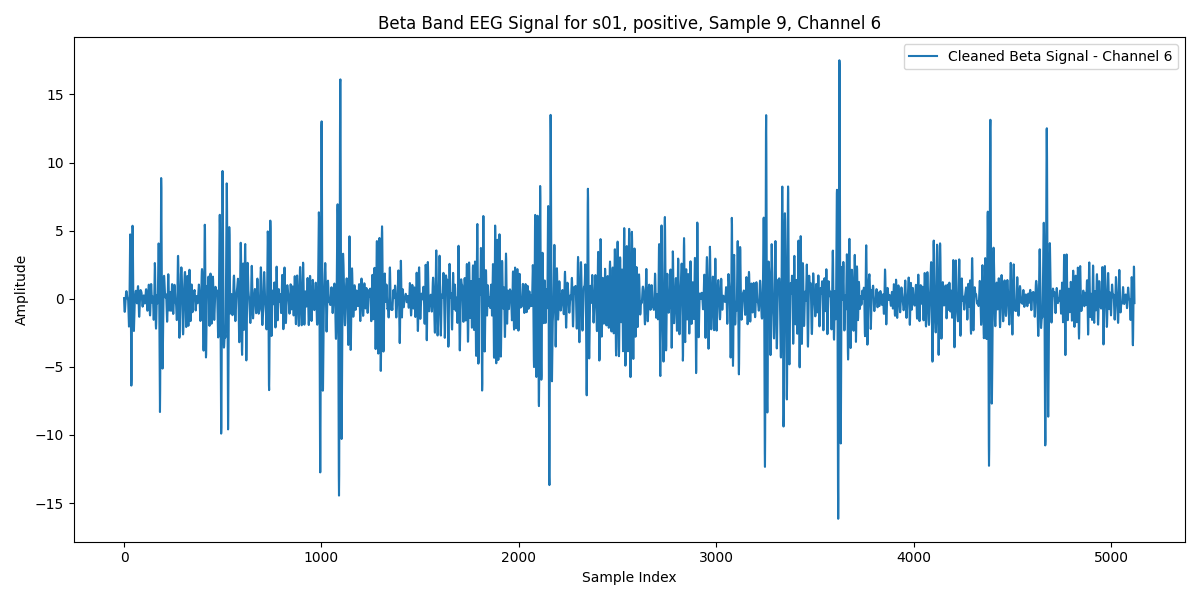 Beta Band EEG Signal for s01, positive, Sample 9, Channel 6
Cleaned Beta Signal - Channel 6
Amplitude
15
10
5
0
−5
−10
−15
0 1000 2000 3000 4000 5000
Sample Index